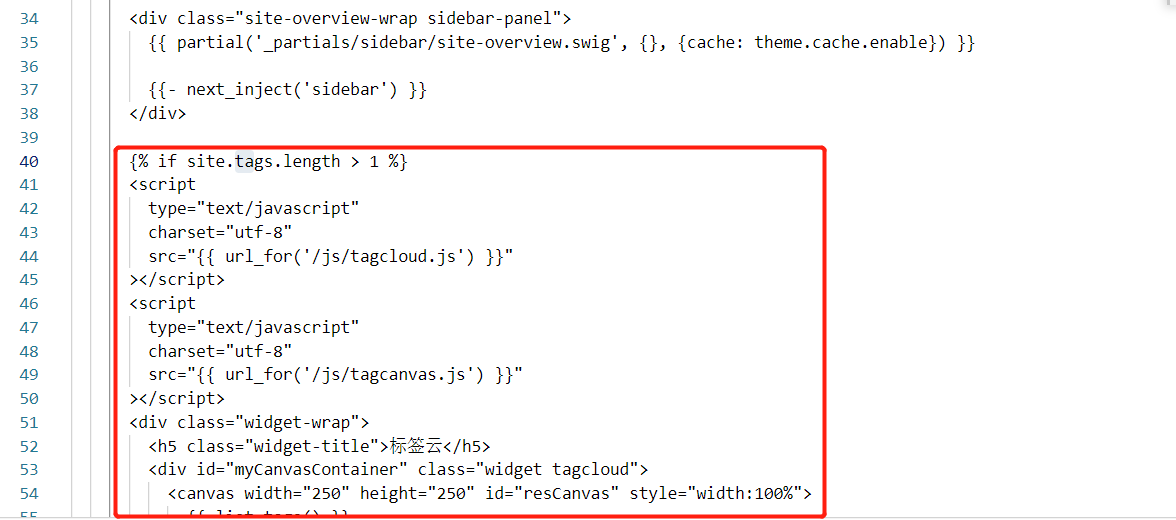 34 <div class="site-overview-wrap sidebar-panel">
35 {{ partial('_partials/sidebar/site-overview.swig', {}, {cache: theme.cache.enable}) }}
36
37 {{- next_inject('sidebar') }}
38 </div>
39
40 {% if site.tags.length > 1 %}
41 <script
42 type="text/javascript"
43 charset="utf-8"
44 src="{{ url_for('/js/tagcloud.js') }}"
45 ></script>
46 <script
47 type="text/javascript"
48 charset="utf-8"
49 src="{{ url_for('/js/tagcanvas.js') }}"
50 ></script>
51 <div class="widget-wrap">
52 <h5 class="widget-title">标签云</h5>
53 <div id="myCanvasContainer" class="widget tagcloud">
54 <canvas width="250" height="250" id="resCanvas" style="width:100%">
55 {{ list_tags() }}